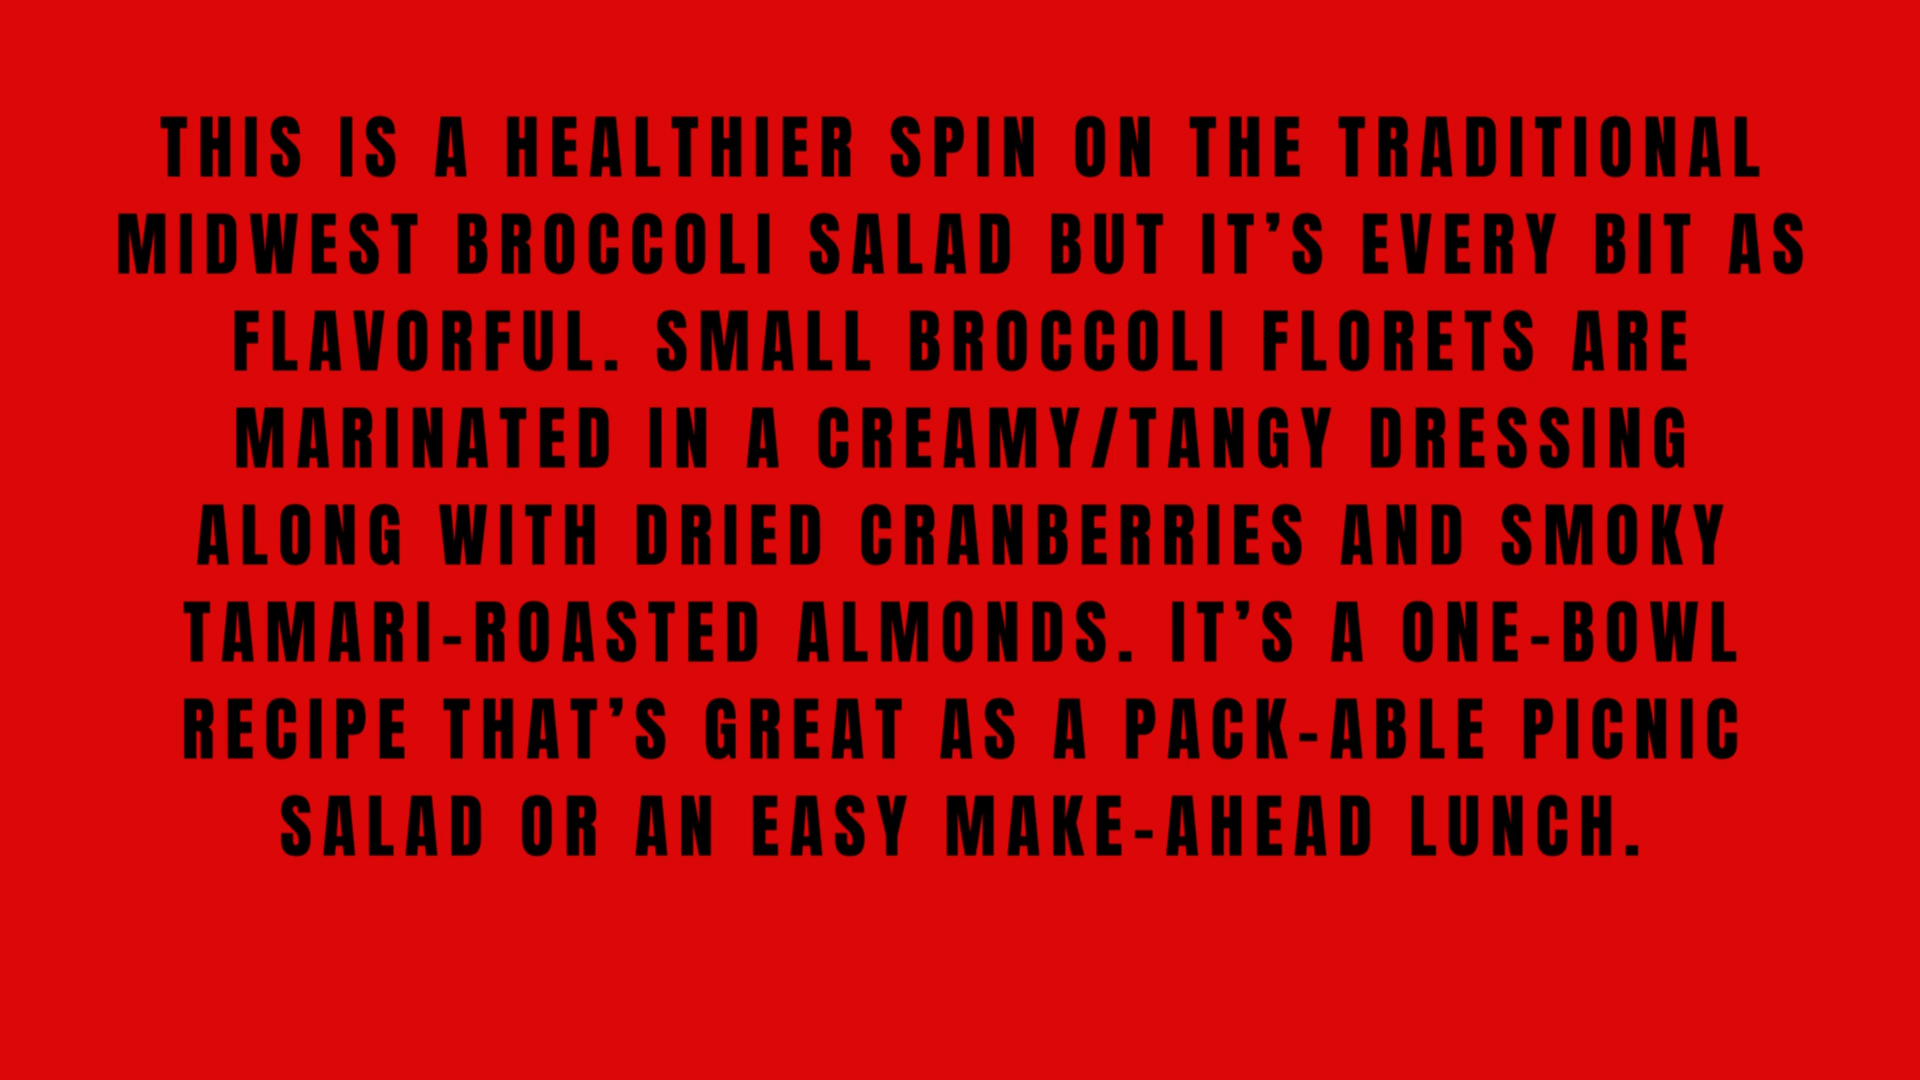 THIS IS A HEALTHIER SPIN ON THE TRADITIONAL
MIDWEST BROCCOLI SALAD BUT IT’S EVERY BIT AS
FLAVORFUL. SMALL BROCCOLI FLORETS ARE
MARINATED IN A CREAMY/TANGY DRESSING
ALONG WITH DRIED CRANBERRIES AND SMOKY
TAMARI-ROASTED ALMONDS. IT’S A ONE-BOWL
RECIPE THAT’S GREAT AS A PACK-ABLE PICNIC
SALAD OR AN EASY MAKE-AHEAD LUNCH.